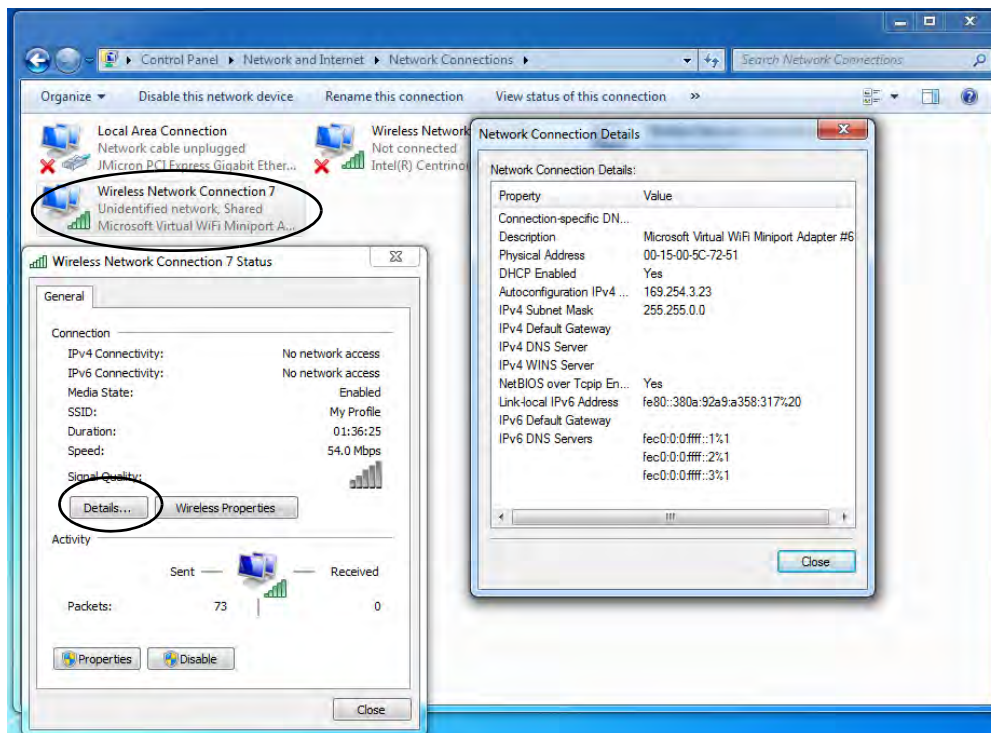 Control Panel Network and Internet Network Connections
Search Network Connections
Organize Disable this network device Rename this connection View status of this connection »
Local Area Connection
Network cable unplugged
JMicron PCI Express Gigabit Ether...
Wireless Network
Not connected
Intel(R) Centrino
Wireless Network Connection 7
Unidentified network, Shared
Microsoft Virtual WiFi Miniport A...
Wireless Network Connection 7 Status
General
Connection
IPv4 Connectivity: No network access
IPv6 Connectivity: No network access
Media State: Enabled
SSID: My Profile
Duration: 01:36:25
Speed: 54.0 Mbps
Signal Quality:
Details... Wireless Properties
Activity
Sent Received
Packets: 73 0
Properties Disable
Close
Network Connection Details
Network Connection Details:
Property Value
Connection-specific DN...
Description Microsoft Virtual WiFi Miniport Adapter #6
Physical Address 00-15-00-5C-72-51
DHCP Enabled Yes
Autoconfiguration IPv4 ... 169.254.3.23
IPv4 Subnet Mask 255.255.0.0
IPv4 Default Gateway
IPv4 DNS Server
IPv4 WINS Server
NetBIOS over Tcpip En... Yes
Link-local IPv6 Address fe80::380a:92a9:a358:317%20
IPv6 Default Gateway
IPv6 DNS Servers fec0:0:0:ffff::1%1
fec0:0:0:ffff::2%1
fec0:0:0:ffff::3%1
Close